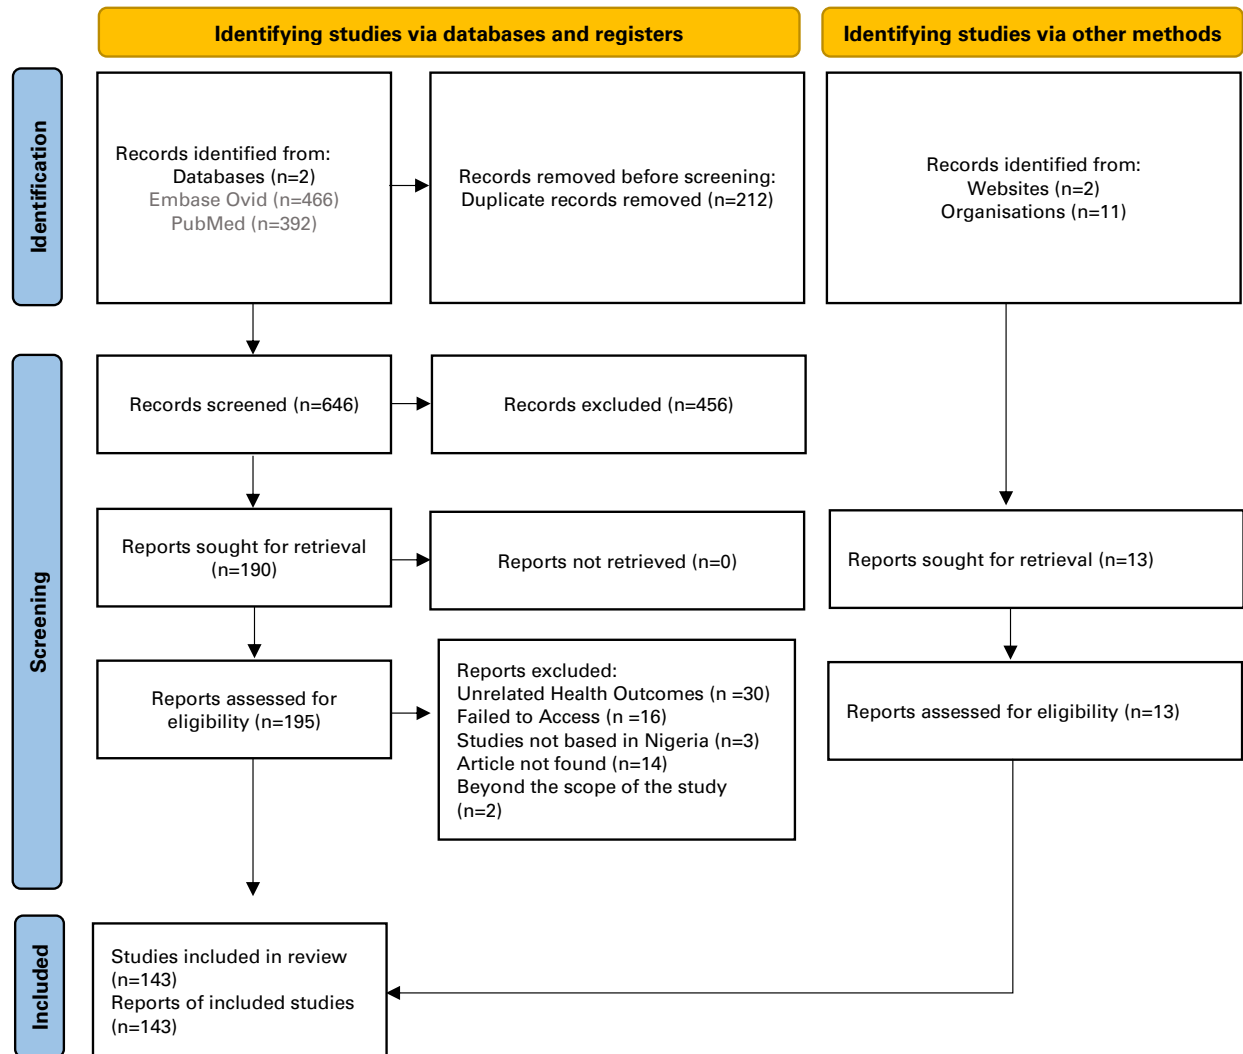 Identifying studies via databases and registers
Identifying studies via other methods
Identification
Records identified from:
Databases (n=2)
Embase Ovid (n=466)
PubMed (n=392)
Records removed before screening:
Duplicate records removed (n=212)
Records identified from:
Websites (n=2)
Organisations (n=11)
Screening
Records screened (n=646)
Records excluded (n=456)
Reports sought for retrieval
(n=190)
Reports not retrieved (n=0)
Reports sought for retrieval (n=13)
Reports assessed for
eligibility (n=195)
Reports excluded:
Unrelated Health Outcomes (n =30)
Failed to Access (n =16)
Studies not based in Nigeria (n=3)
Article not found (n=14)
Beyond the scope of the study
(n=2)
Reports assessed for eligibility (n=13)
Included
Studies included in review
(n=143)
Reports of included studies
(n=143)